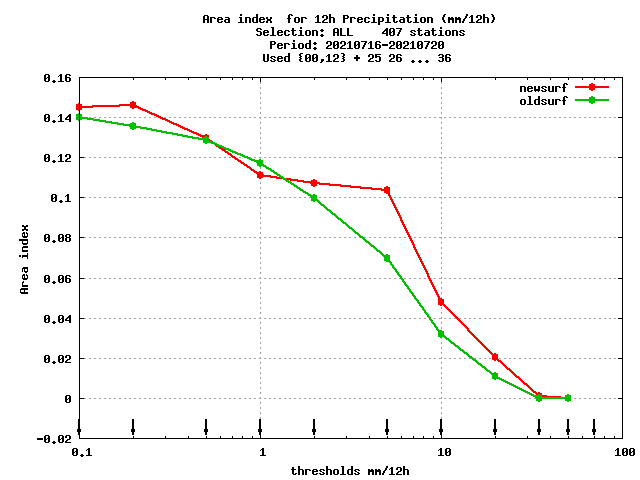 Area index  for 12h Precipitation (mm/12h)
Selection: ALL    407 stations
Period: 20210716-20210720
Used {00,12} + 25 26 ... 36
newsurf
oldsurf
0.16
0.14
0.12
0.1
0.08
0.06
0.04
0.02
0
-0.02
Area index
0.1 1 10 100
thresholds mm/12h